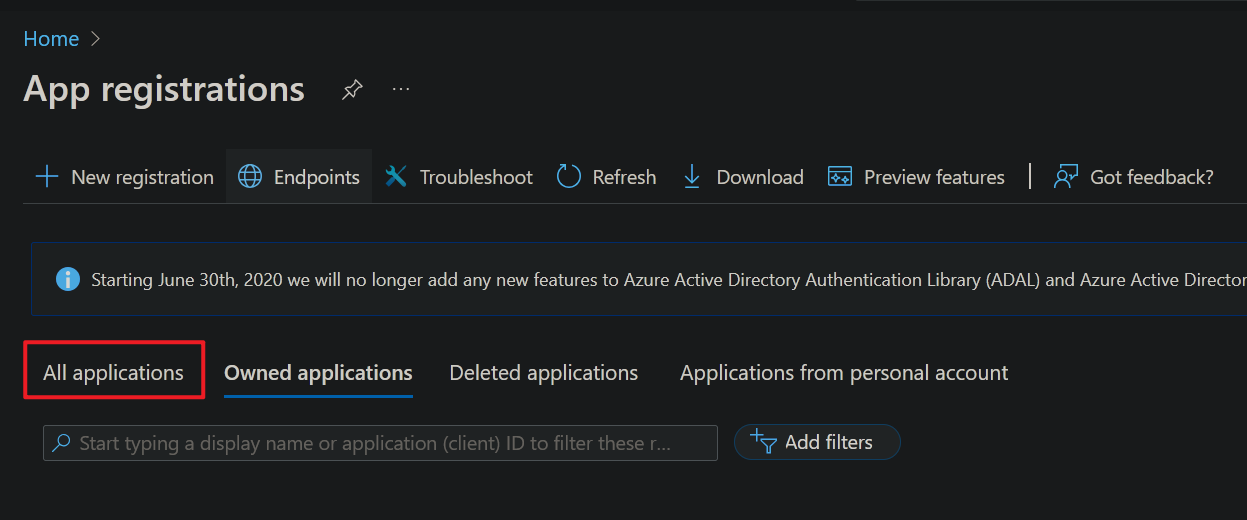 Home
App registrations
New registration Endpoints Troubleshoot Refresh Download Preview features Got feedback?
Starting June 30th, 2020 we will no longer add any new features to Azure Active Directory Authentication Library (ADAL) and Azure Active Director
All applications Owned applications Deleted applications Applications from personal account
Start typing a display name or application (client) ID to filter these r... Add filters